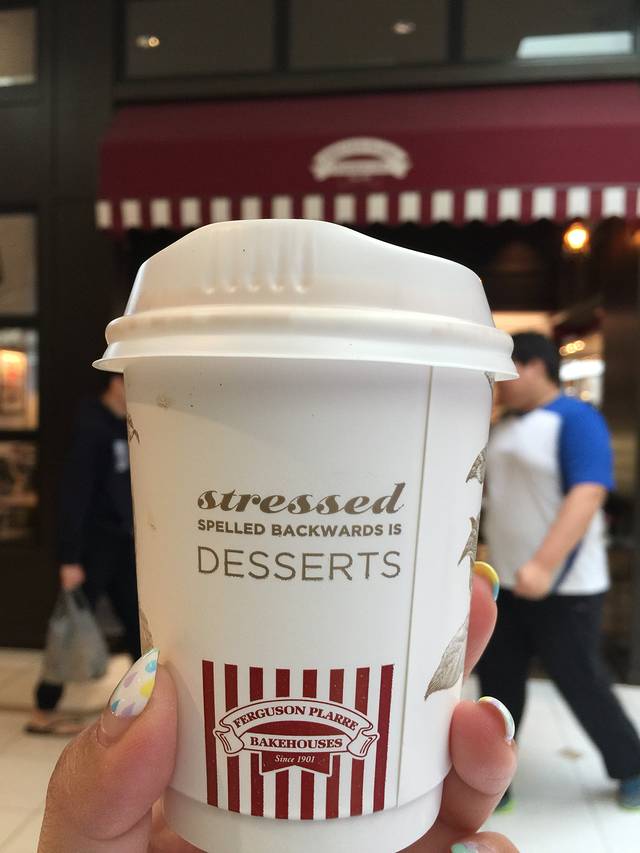 stressed
SPELLED BACKWARDS IS
DESSERTS
FERGUSON PLARRE
BAKEHOUSES
Since 1901